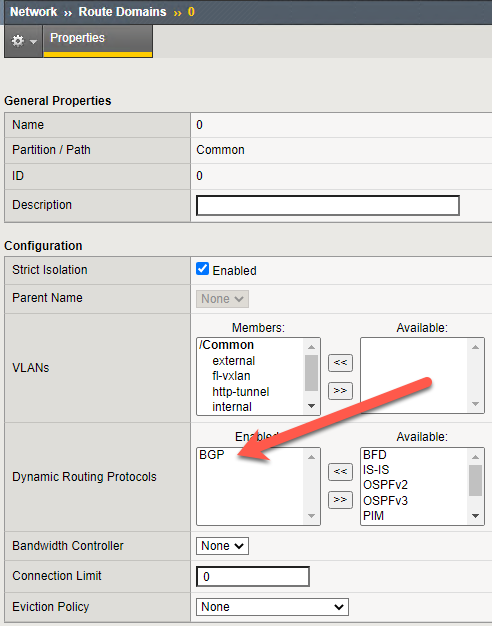 Network ›› Route Domains ›› 0
Properties
General Properties
Name 0
Partition / Path Common
ID 0
Description
Configuration
Strict Isolation Enabled
Parent Name None
VLANs
Members: Available:
/Common
external
fl-vxlan
http-tunnel
internal
<< 
>>
Dynamic Routing Protocols
Enabled: Available:
BGP
<<
>>
BFD
IS-IS
OSPFv2
OSPFv3
PIM
Bandwidth Controller None
Connection Limit 0
Eviction Policy None